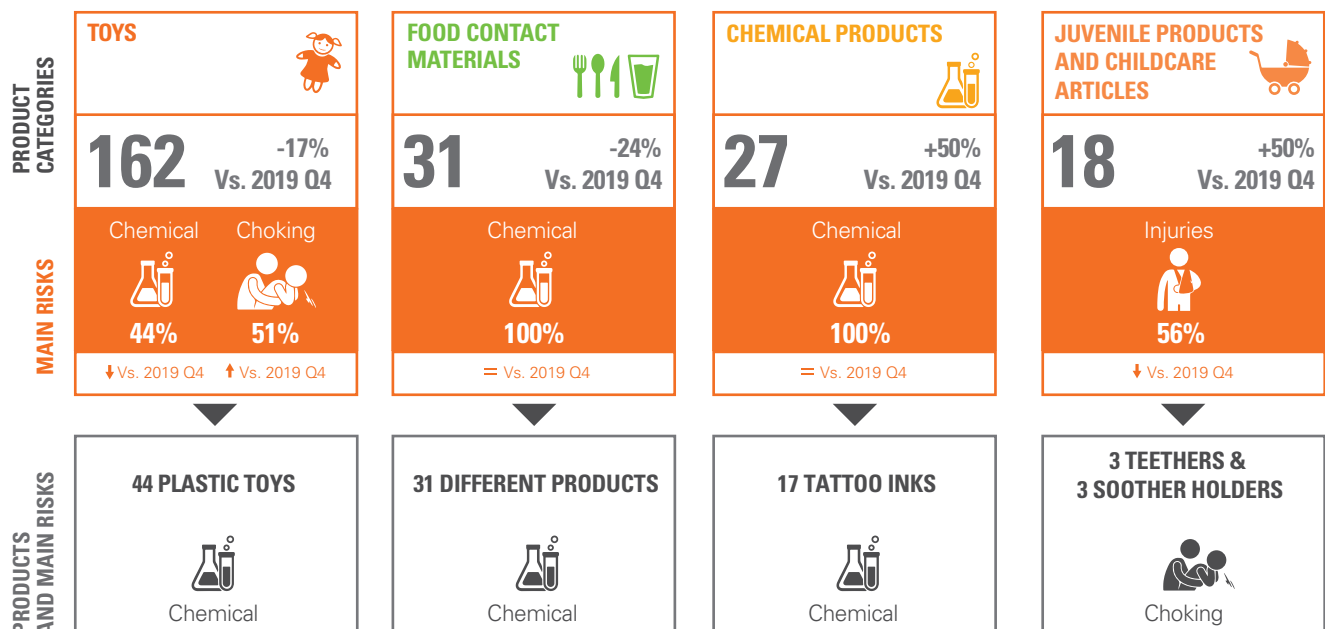 PRODUCT
CATEGORIES
TOYS
162
-17%
Vs. 2019 Q4
FOOD CONTACT
MATERIALS
31
-24%
Vs. 2019 Q4
CHEMICAL PRODUCTS
27
+50%
Vs. 2019 Q4
JUVENILE PRODUCTS
AND CHILDCARE
ARTICLES
18
+50%
Vs. 2019 Q4
MAIN RISKS
Chemical
44%
Vs. 2019 Q4
Choking
51%
Vs. 2019 Q4
Chemical
100%
= Vs. 2019 Q4
Chemical
100%
= Vs. 2019 Q4
Injuries
56%
Vs. 2019 Q4
PRODUCTS
AND MAIN RISKS
44 PLASTIC TOYS
Chemical
31 DIFFERENT PRODUCTS
Chemical
17 TATTOO INKS
Chemical
3 TEETHERS &
3 SOOTHER HOLDERS
Choking